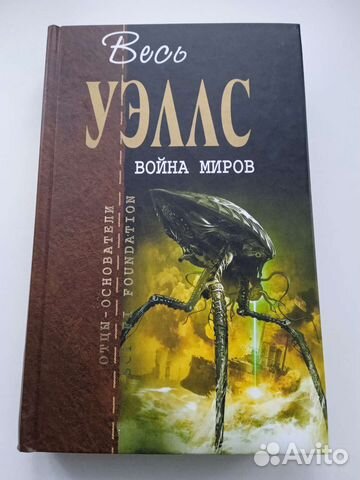 Весь
УЭЛЛС
ВОЙНА МИРОВ
ОТЦЫ-ОСНОВАТЕЛИ
FOUNDATION
Avito